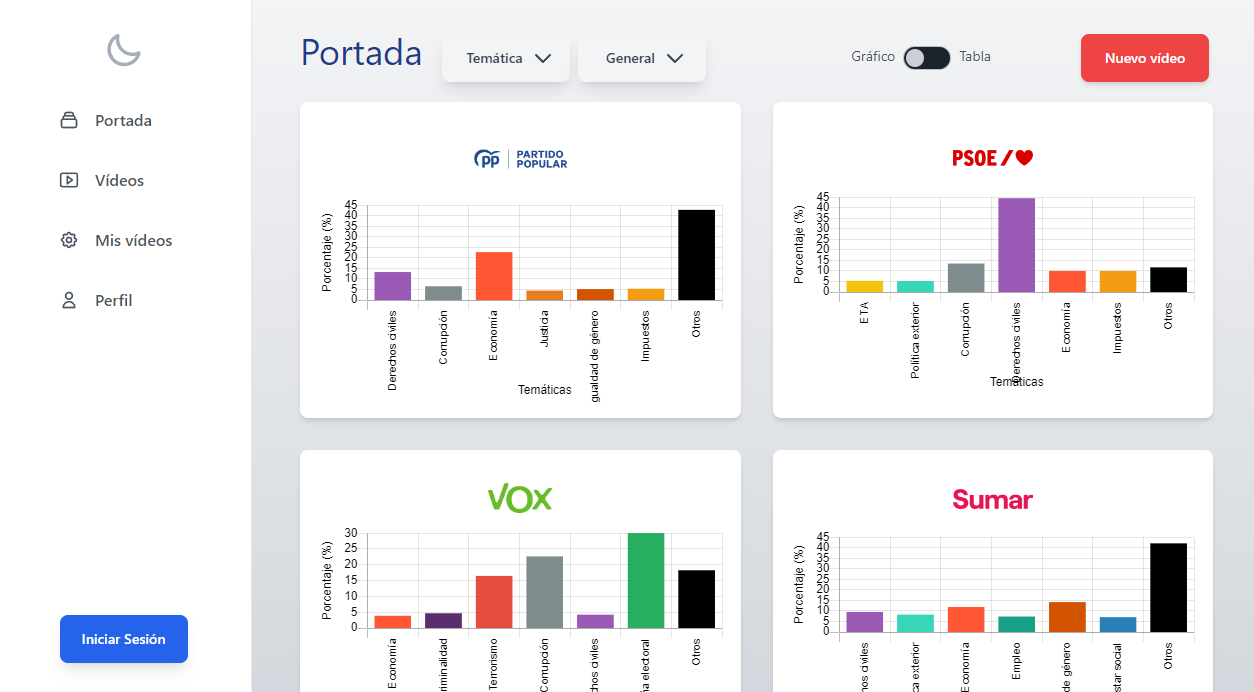 Portada
Vídeos
Mis vídeos
Perfil
Iniciar Sesión
Portada
Temática
General
Gráfico
Tabla
Nuevo vídeo
pp PARTIDO
POPULAR
Porcentaje (%)
45
40
35
30
25
20
15
10
5
0
Derechos civiles
Corrupción
Economía
Justicia
gualdad de género
Impuestos
Otros
Temáticas
PSOE /
Porcentaje (%)
45
40
35
30
25
20
15
10
5
0
ETA
Política exterior
Corrupción
Derechos civiles
Economía
Impuestos
Otros
Temáticas
VOX
Porcentaje (%)
30
25
20
15
10
5
0
Economía
riminalidad
Terrorismo
Corrupción
hos civiles
ña electoral
Otros
Sumar
Porcentaje (%)
45
40
35
30
25
20
15
10
5
0
hos civiles
ca exterior
Economía
Empleo
de género
star social
Otros